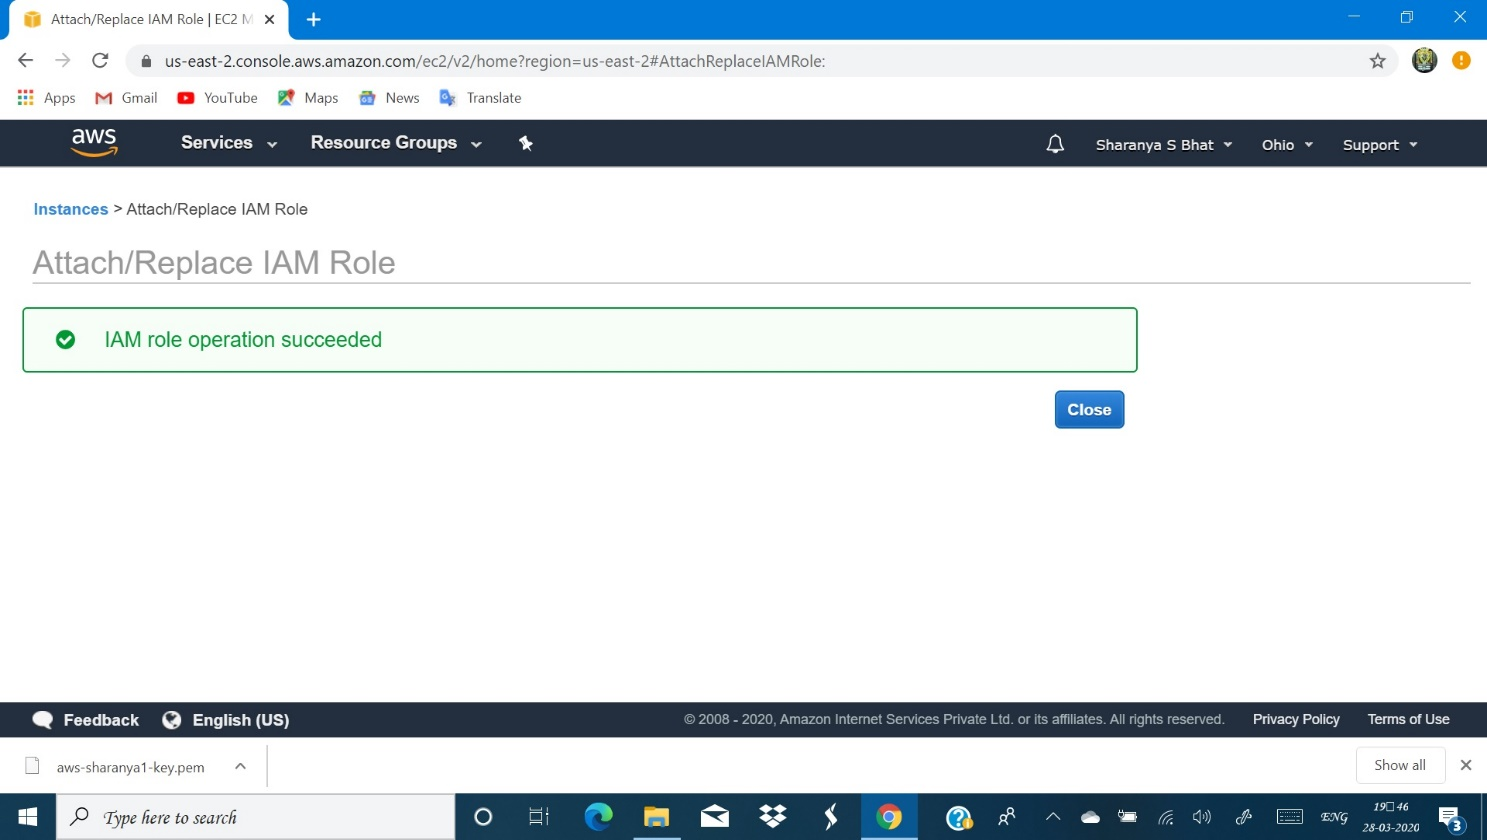 Attach/Replace IAM Role | EC2 M
us-east-2.console.aws.amazon.com/ec2/v2/home?region=us-east-2#AttachReplaceIAMRole:
Apps Gmail YouTube Maps News Translate
aws Services Resource Groups Sharanya S Bhat Ohio Support
Instances > Attach/Replace IAM Role
Attach/Replace IAM Role
IAM role operation succeeded
Close
Feedback English (US) © 2008 - 2020, Amazon Internet Services Private Ltd. or its affiliates. All rights reserved. Privacy Policy Terms of Use
aws-sharanya1-key.pem Show all
Type here to search ENG 19□46
28-03-2020 3